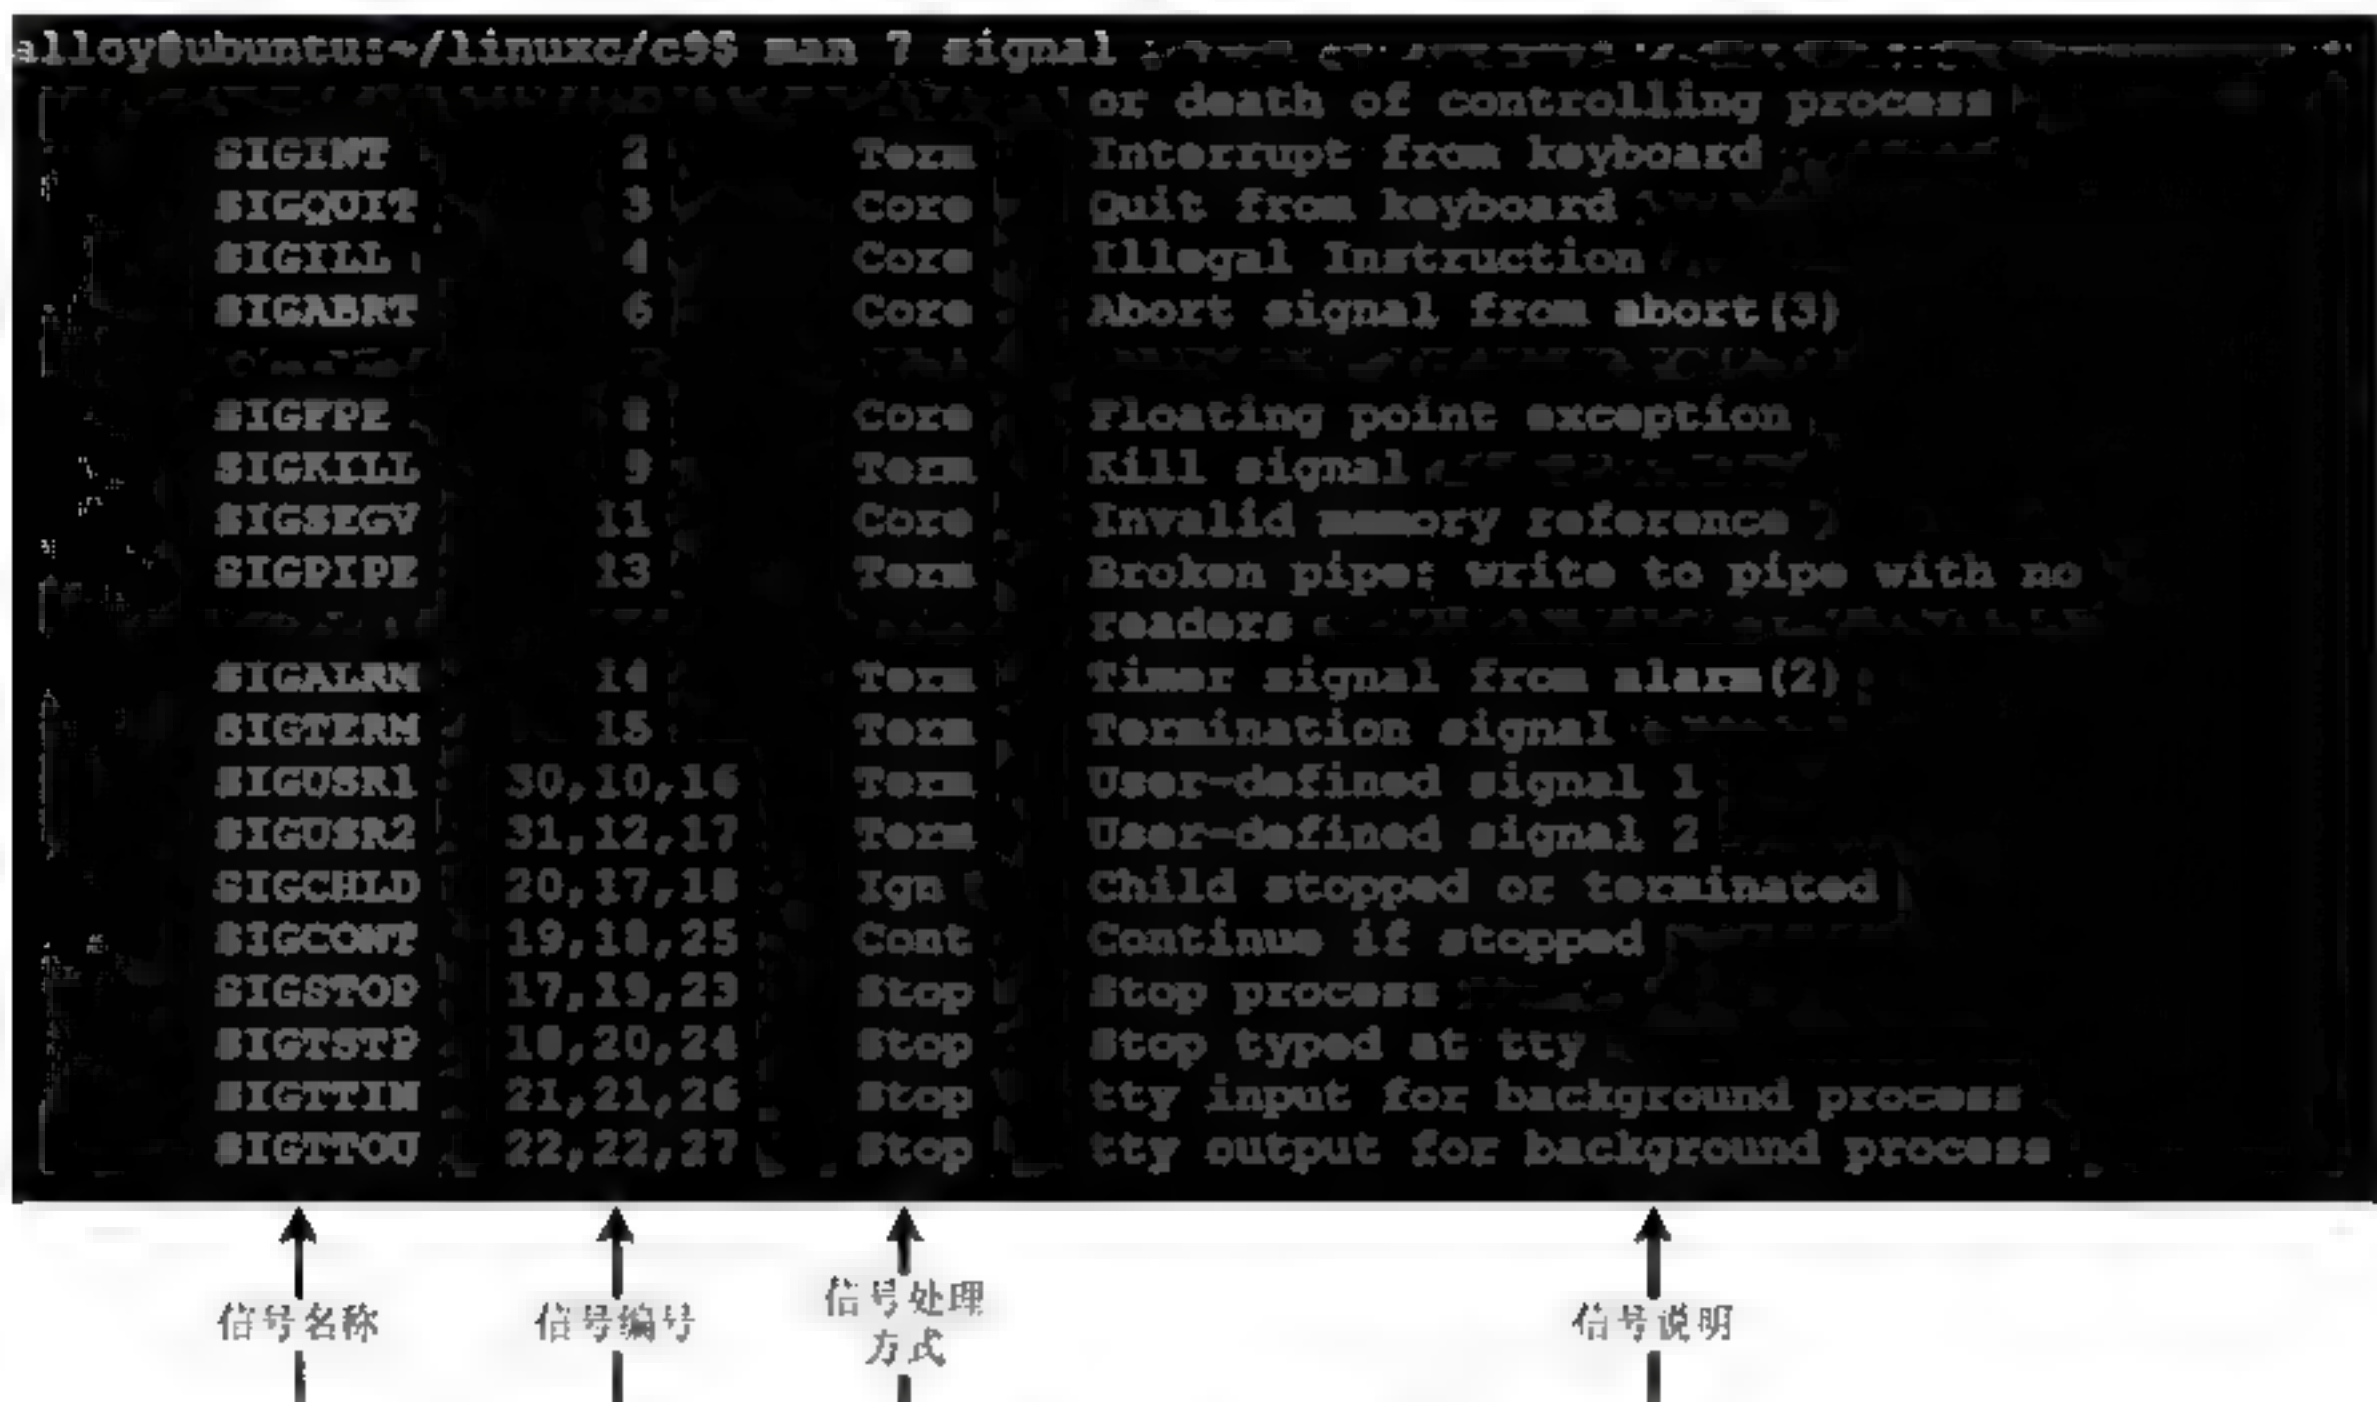 alloy@ubuntu:~/linuxc/c9$ man 7 signal
or death of controlling process
SIGINT 2 Term Interrupt from keyboard
SIGQUIT 3 Core Quit from keyboard
SIGILL 4 Core Illegal Instruction
SIGABRT 6 Core Abort signal from abort(3)
SIGFPE 8 Core Floating point exception
SIGKILL 9 Term Kill signal
SIGSEGV 11 Core Invalid memory reference
SIGPIPE 13 Term Broken pipe: write to pipe with no
readers
SIGALRM 14 Term Timer signal from alarm(2)
SIGTERM 15 Term Termination signal
SIGUSR1 30,10,16 Term User-defined signal 1
SIGUSR2 31,12,17 Term User-defined signal 2
SIGCHLD 20,17,18 Ign Child stopped or terminated
SIGCONT 19,18,25 Cont Continue if stopped
SIGSTOP 17,19,23 Stop Stop process
SIGTSTP 18,20,24 Stop Stop typed at tty
SIGTTIN 21,21,26 Stop tty input for background process
SIGTTOU 22,22,27 Stop tty output for background process
信号名称 信号编号 信号处理 信号说明
方式